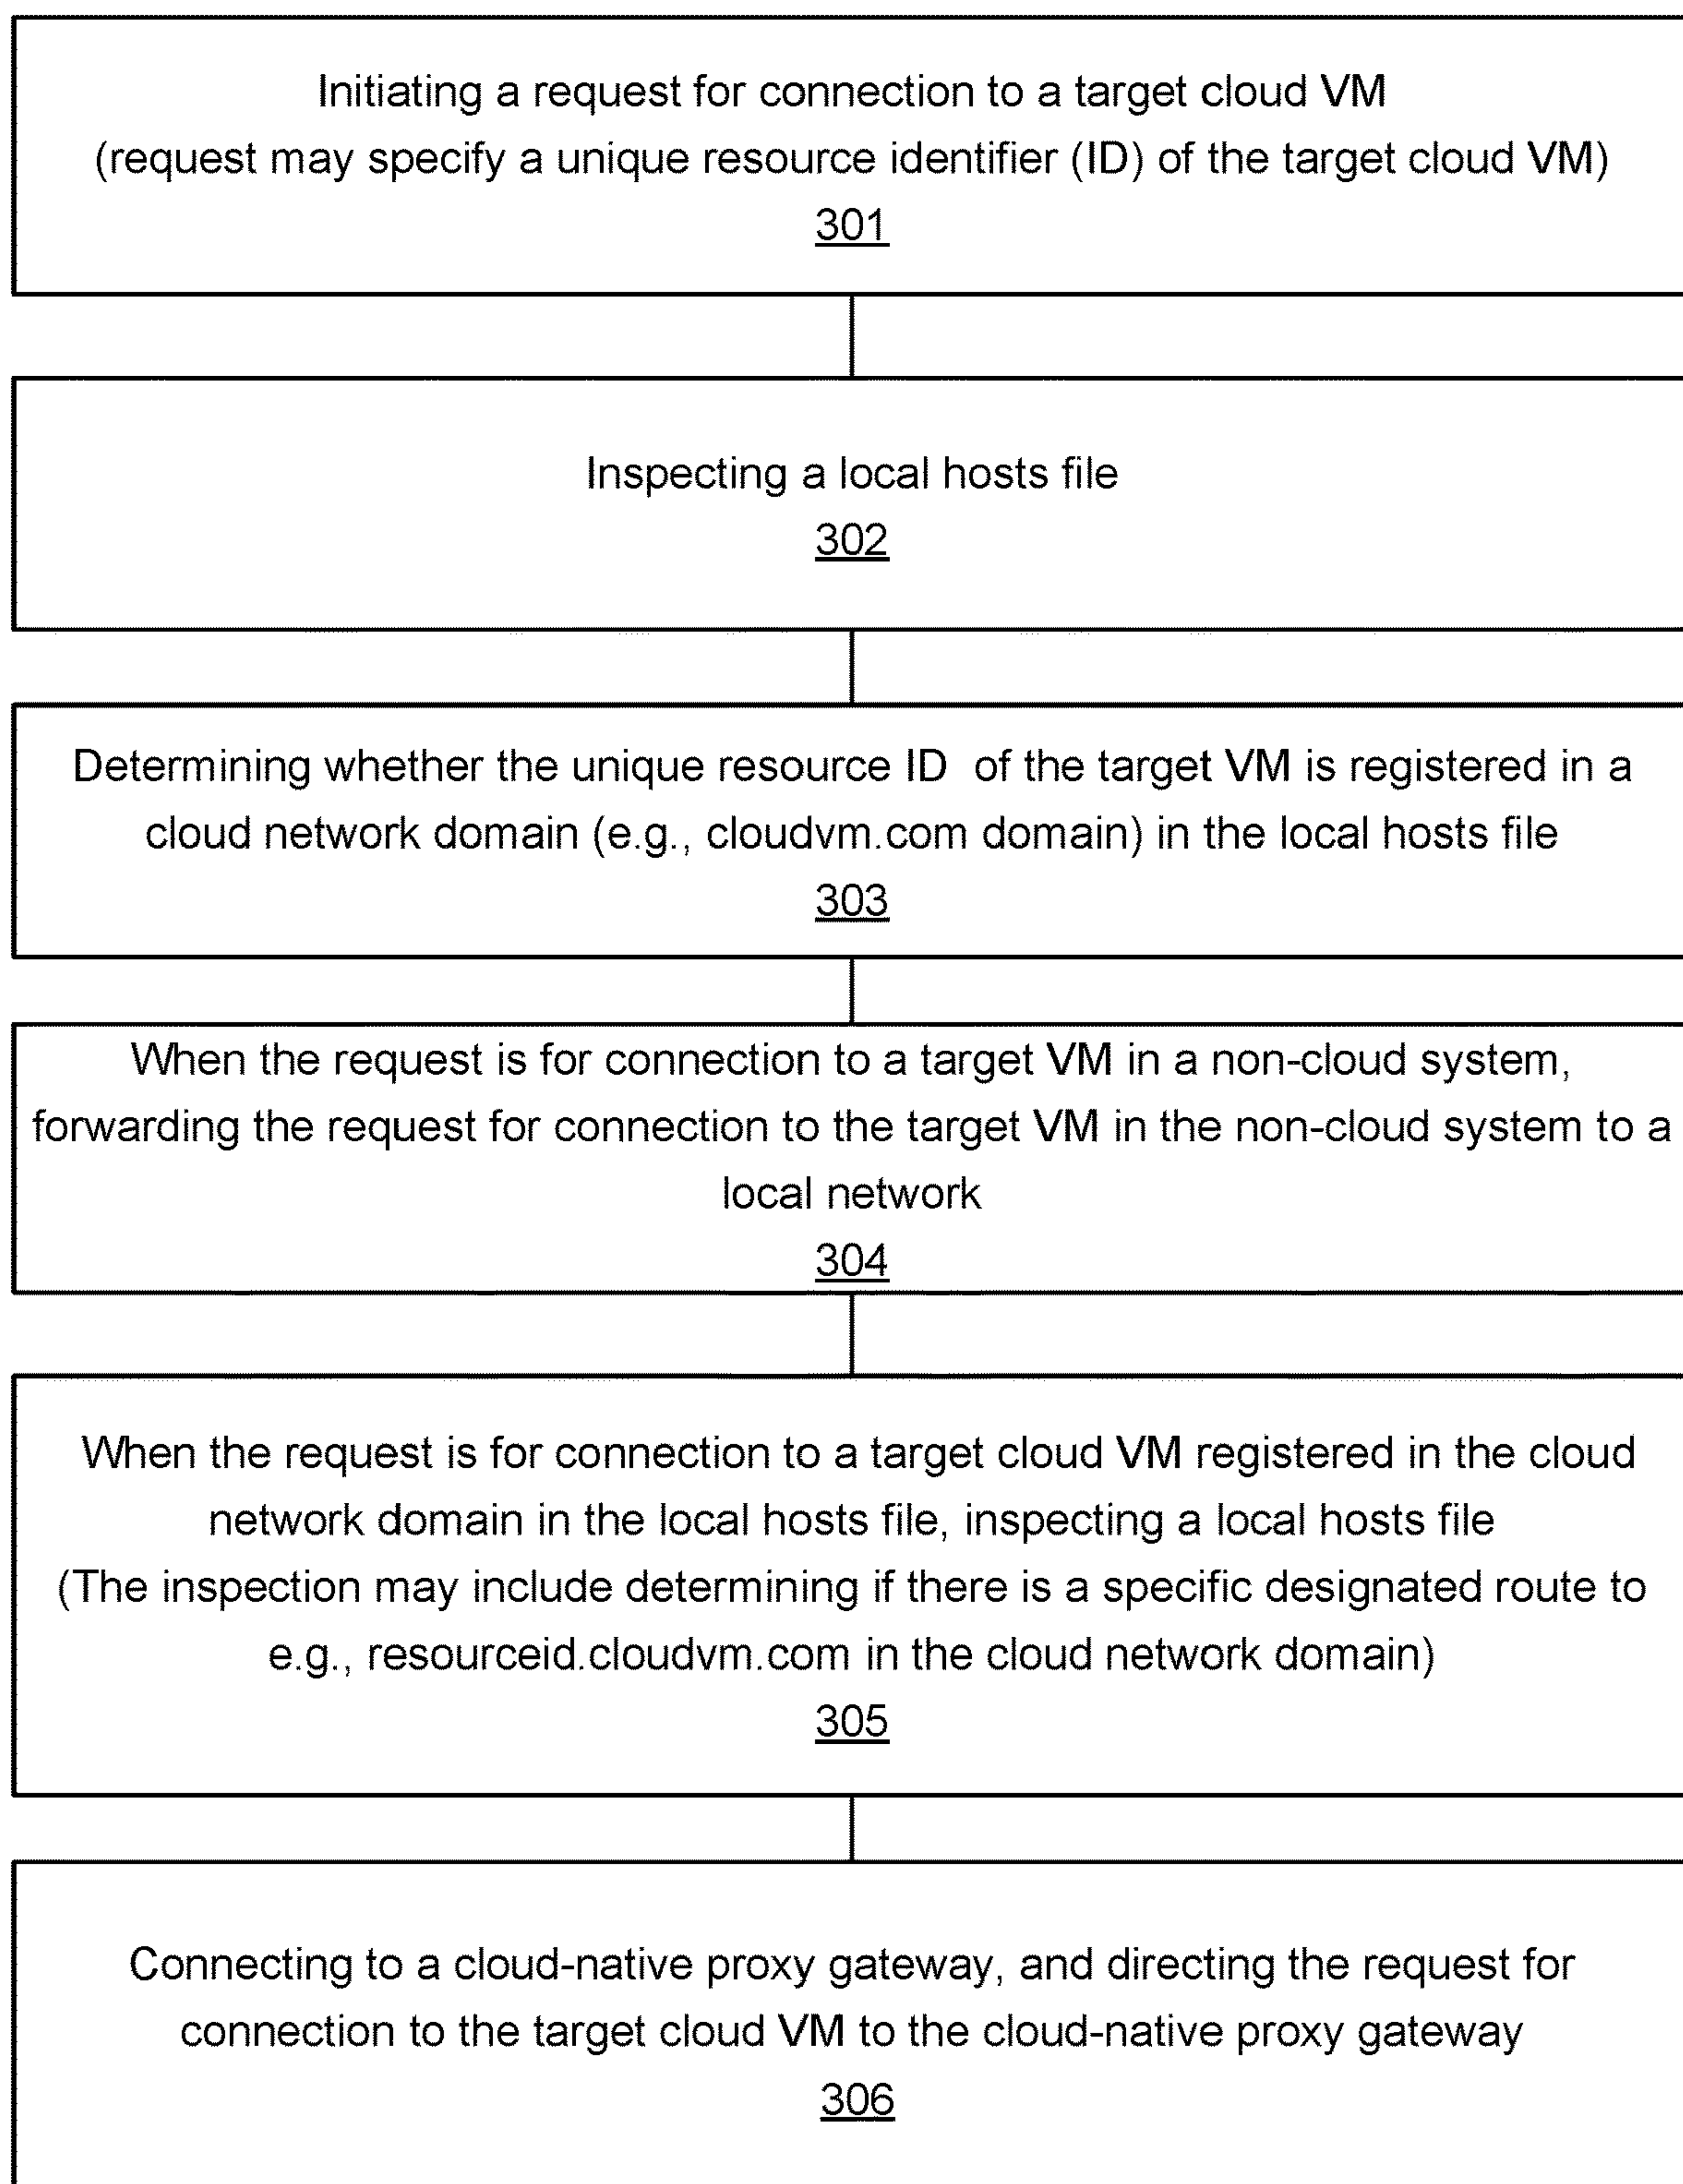 Initiating a request for connection to a target cloud VM
(request may specify a unique resource identifier (ID) of the target cloud VM)
301
Inspecting a local hosts file
302
Determining whether the unique resource ID of the target VM is registered in a
cloud network domain (e.g., cloudvm.com domain) in the local hosts file
303
When the request is for connection to a target VM in a non-cloud system,
forwarding the request for connection to the target VM in the non-cloud system to a
local network
304
When the request is for connection to a target cloud VM registered in the cloud
network domain in the local hosts file, inspecting a local hosts file
(The inspection may include determining if there is a specific designated route to
e.g., resourceid.cloudvm.com in the cloud network domain)
305
Connecting to a cloud-native proxy gateway, and directing the request for
connection to the target cloud VM to the cloud-native proxy gateway
306